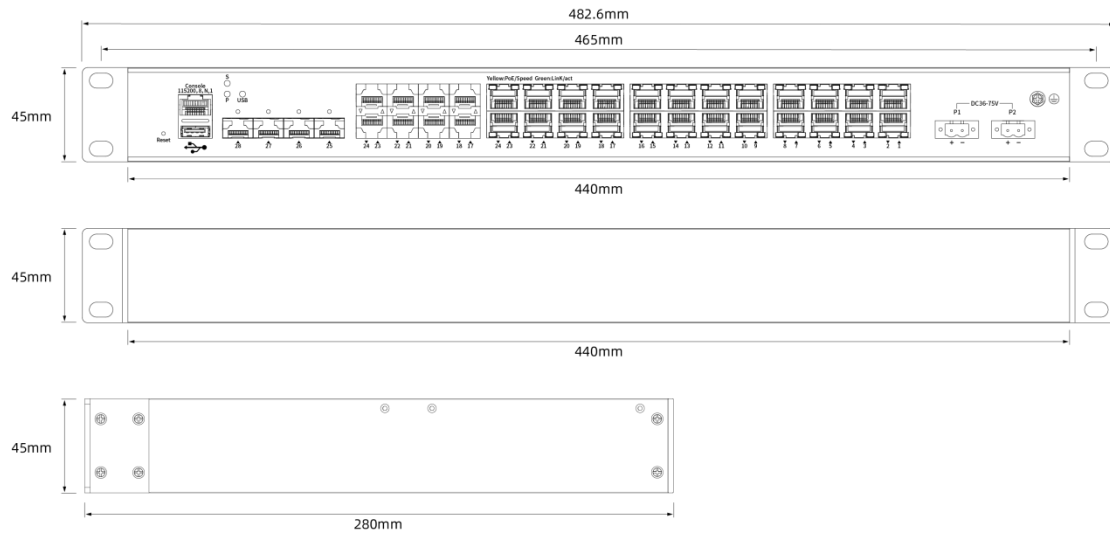 482.6mm
465mm
45mm
Console
115200,8,N,1
S
P USB
Reset
28 27 26 25
24 23 22 21 20 19 18 17
Yellow:PoE/Speed Green:LinK/act
24 23 22 21 20 19 18 17
16 15 14 13 12 11 10 9
8 7 6 5 4 3 2 1
DC36-75V
P1 P2
+ − + −
440mm
45mm
440mm
45mm
280mm